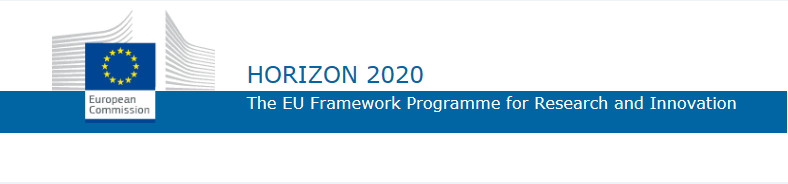 HORIZON 2020
The EU Framework Programme for Research and Innovation
European
Commission